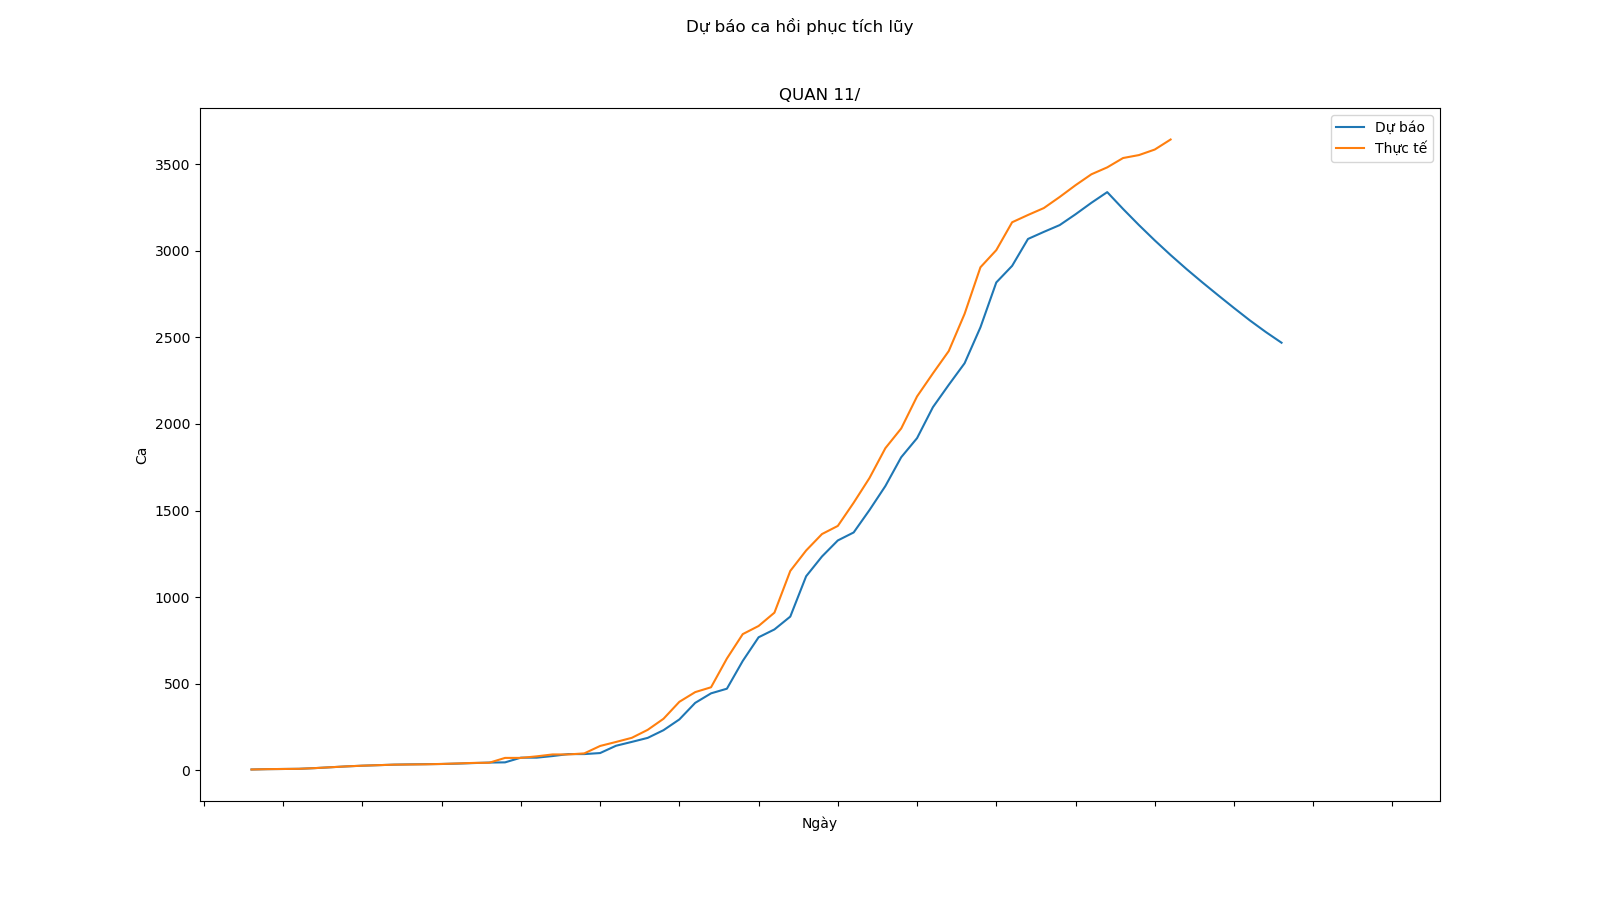 Dự báo ca hồi phục tích lũy
QUAN 11/
Dự báo
Thực tế
3500
3000
2500
2000
1500
1000
500
0
Ca
Ngày